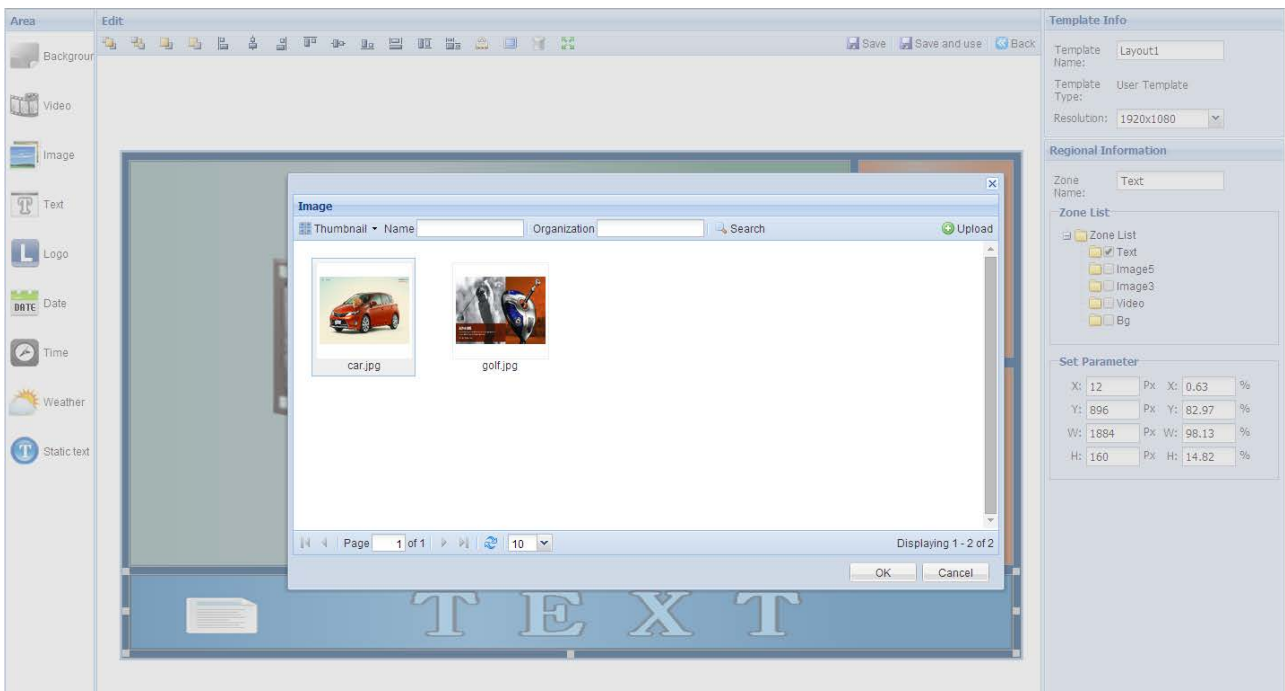 Area
Edit
Template Info
Backgrour
Video
Image
Text
Logo
DATE Date
Time
Weather
Static text
Save
Save and use
Back
Template Name: Layout1
Template Type: User Template
Resolution: 1920x1080
Regional Information
Zone Name: Text
Zone List
Zone List
Text
Image5
Image3
Video
Bg
Set Parameter
X: 12 Px X: 0.63 %
Y: 896 Px Y: 82.97 %
W: 1884 Px W: 98.13 %
H: 160 Px H: 14.82 %
Image
Thumbnail Name Organization Search Upload
car.jpg
golf.jpg
Page 1 of 1 10 Displaying 1 - 2 of 2
OK Cancel
TEXT